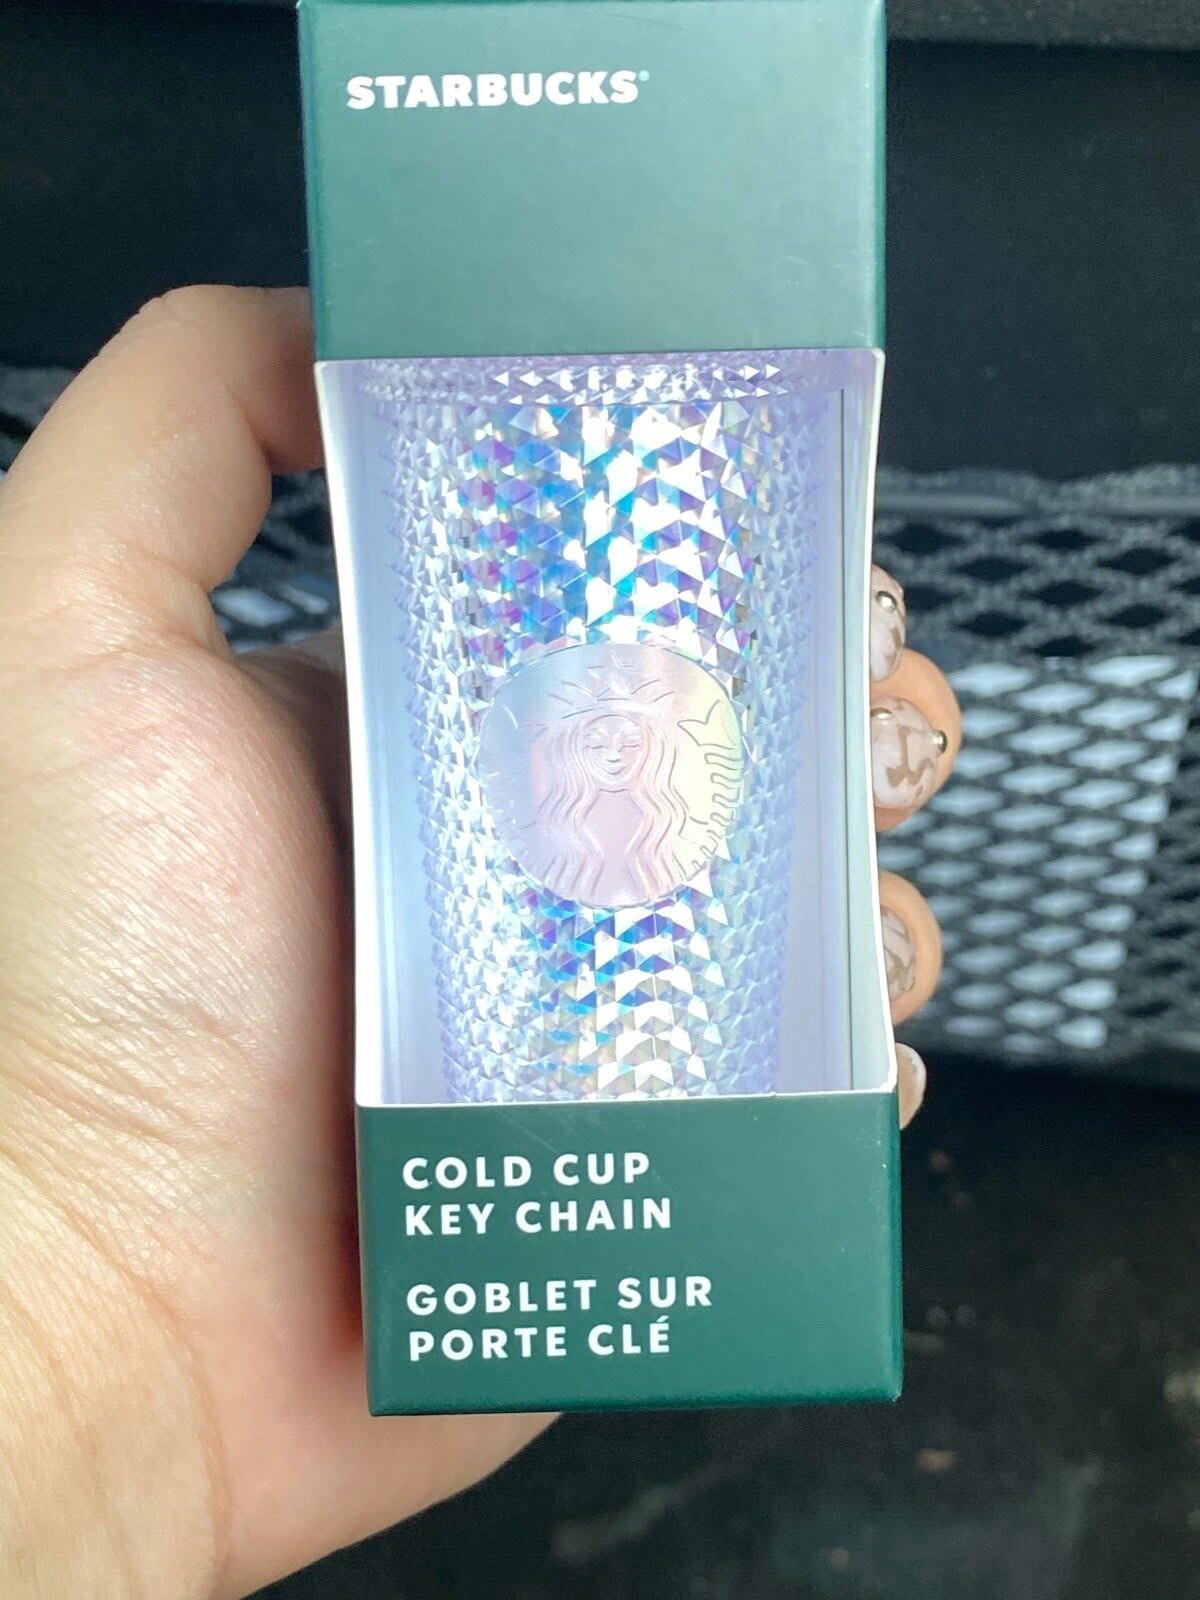 STARBUCKS®
COLD CUP
KEY CHAIN
GOBLET SUR
PORTE CLÉ